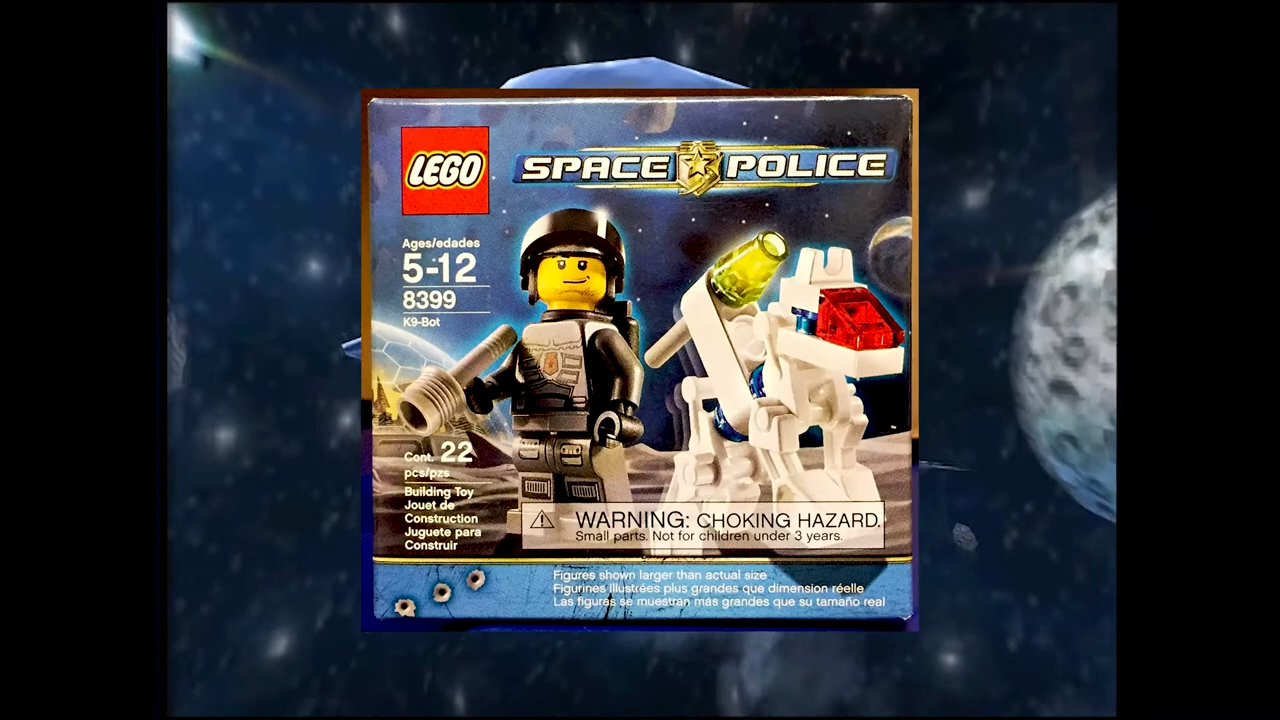 LEGO
SPACE POLICE
Ages/edades
5-12
8399
K9-Bot
Cont. 22
pcs/pzs
Building Toy
Jouet de
Construction
Juguete para
Construir
WARNING: CHOKING HAZARD.
Small parts. Not for children under 3 years.
Figures shown larger than actual size
Figurines illustrées plus grandes que dimension réelle
Las figuras se muestran más grandes que su tamaño real